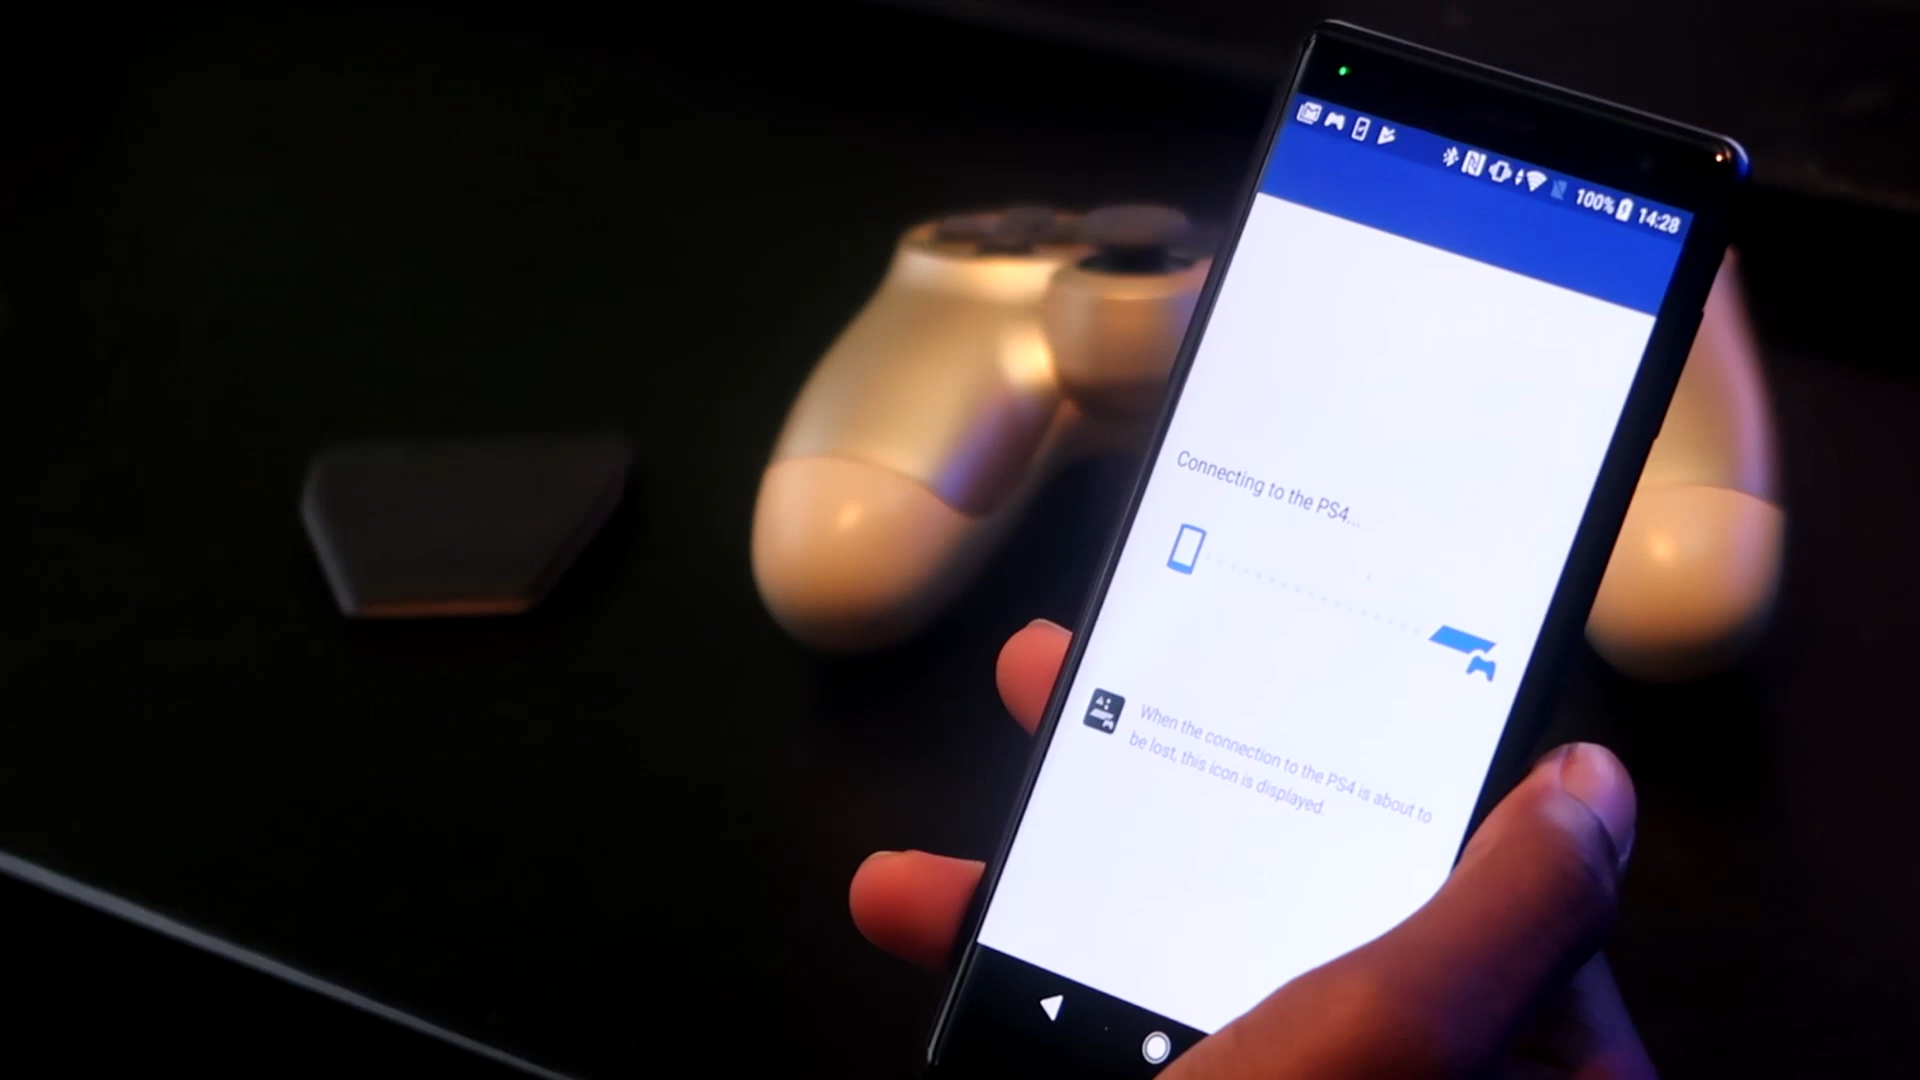 100% 14:28
Connecting to the PS4...
When the connection to the PS4 is about to
be lost, this icon is displayed.